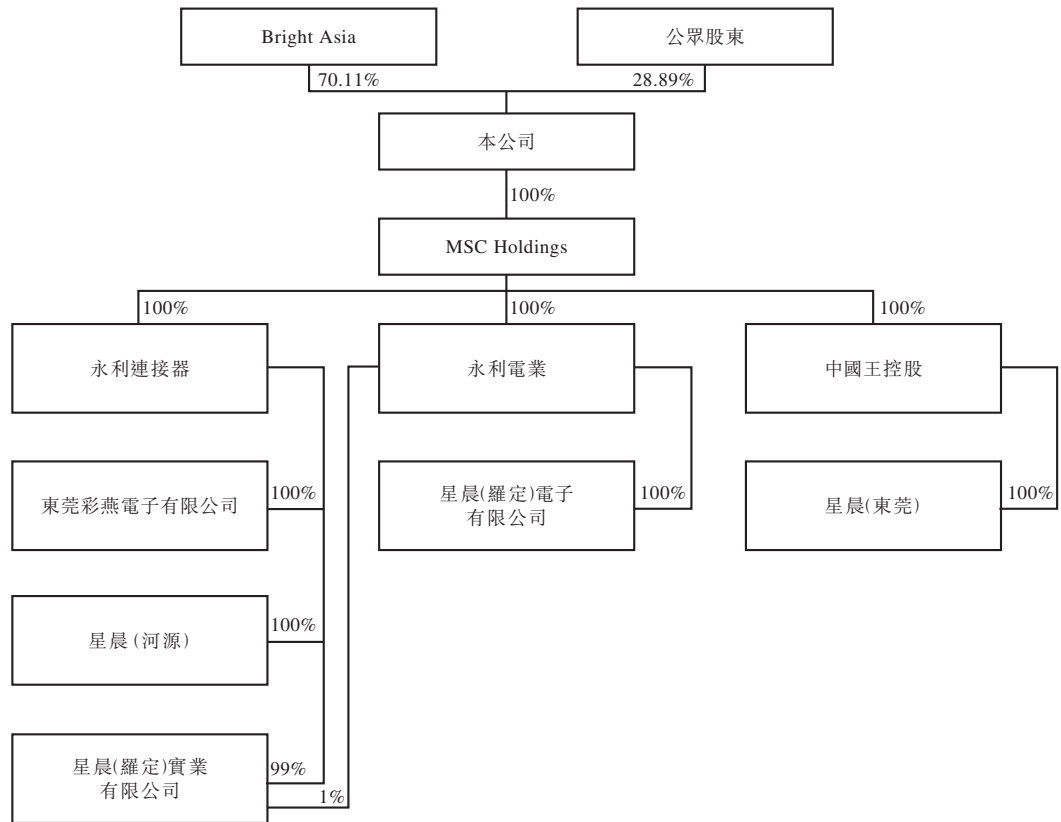 Bright Asia
公眾股東
70.11%
28.89%
本公司
100%
MSC Holdings
100%
100%
100%
永利連接器
永利電業
中國王控股
東莞彩燕電子有限公司
100%
星晨(羅定)電子
有限公司
100%
星晨(東莞)
100%
星晨(河源)
100%
星晨(羅定)實業
有限公司
99%
1%